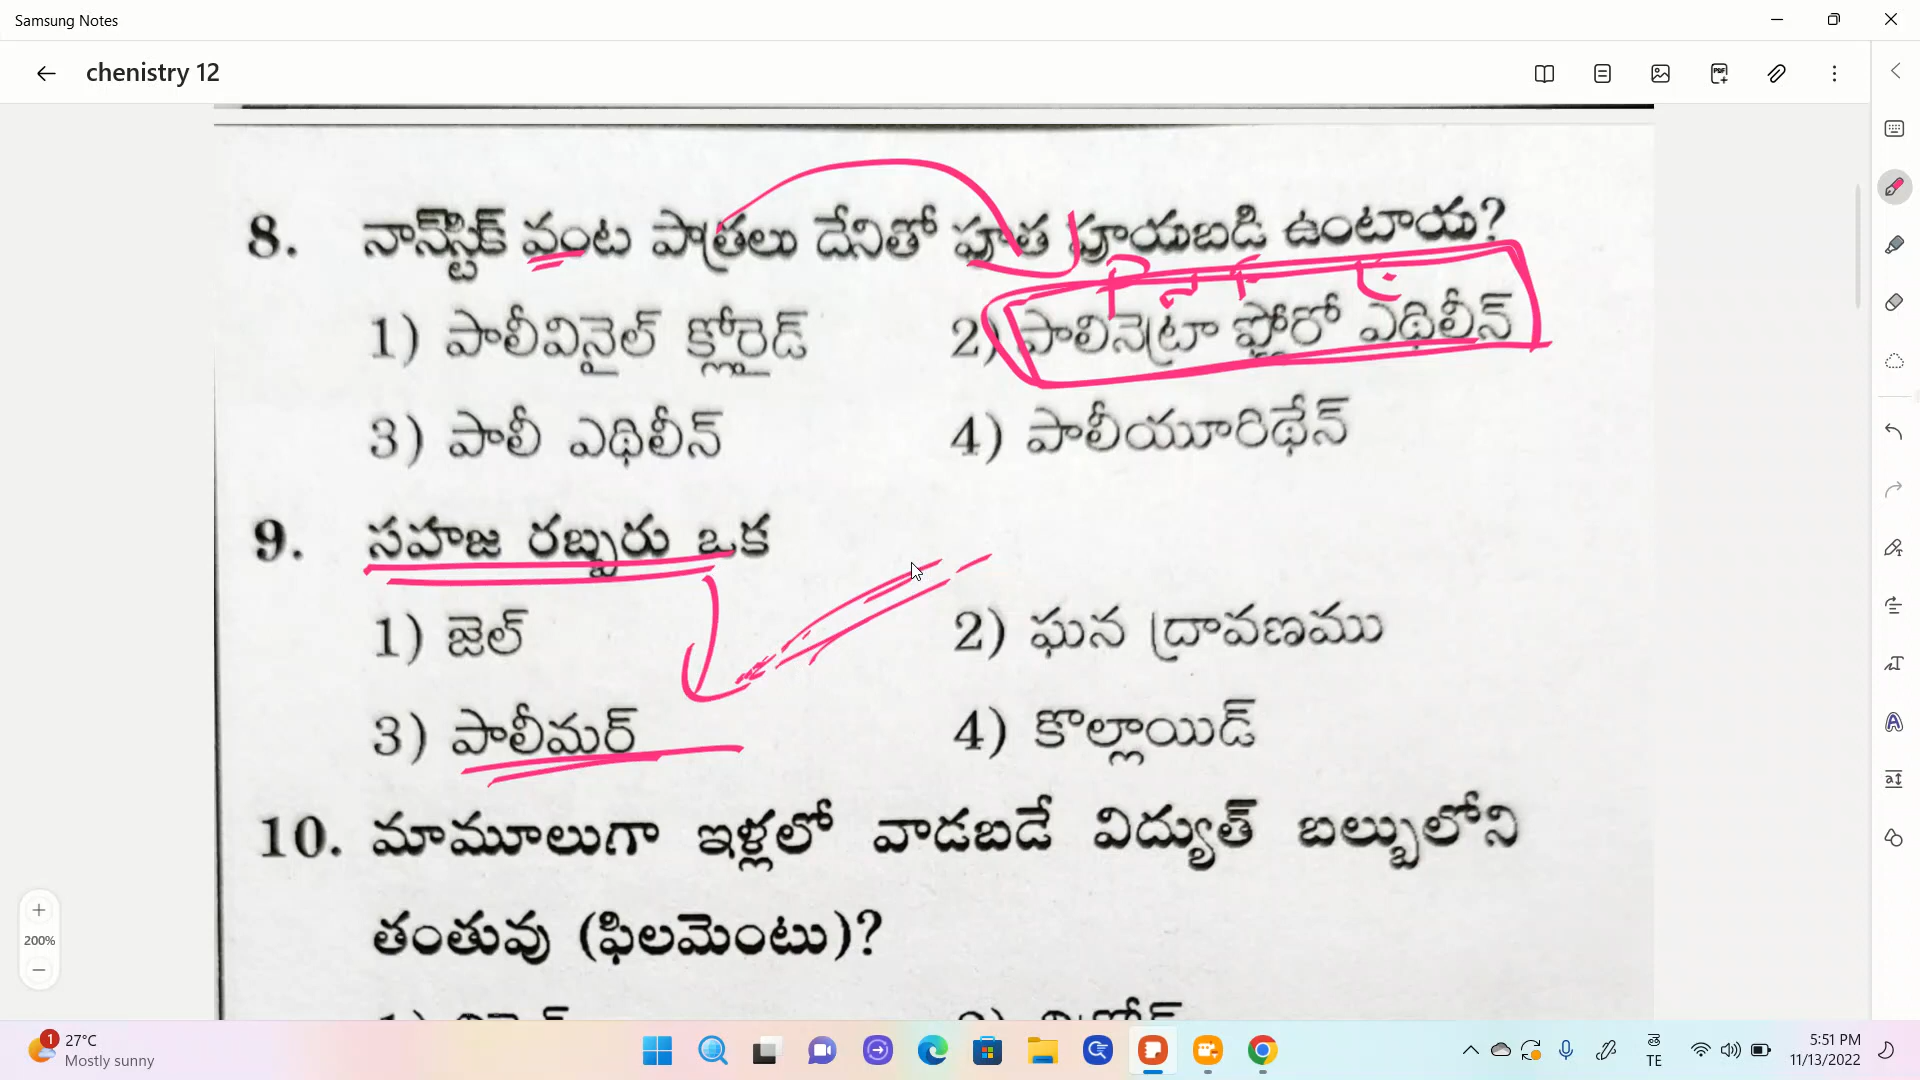 Samsung Notes
chenistry 12
8. నాన్‌స్టిక్ వంట పాత్రలు దేనితో పూత పూయబడి ఉంటాయి?
1) పాలీవినైల్ క్లోరైడ్ 2) పాలిటెట్రా ఫ్లోరో ఎథిలీన్
3) పాలీ ఎథిలీన్ 4) పాలీయూరిథేన్
9. సహజ రబ్బరు ఒక
1) జెల్ 2) ఘన ద్రావణము
3) పాలీమర్ 4) కొల్లాయిడ్
10. మామూలుగా ఇళ్లలో వాడబడే విద్యుత్ బల్బులోని
తంతువు (ఫిలమెంటు)?
200%
1 27°C
Mostly sunny
తె
TE
5:51 PM
11/13/2022